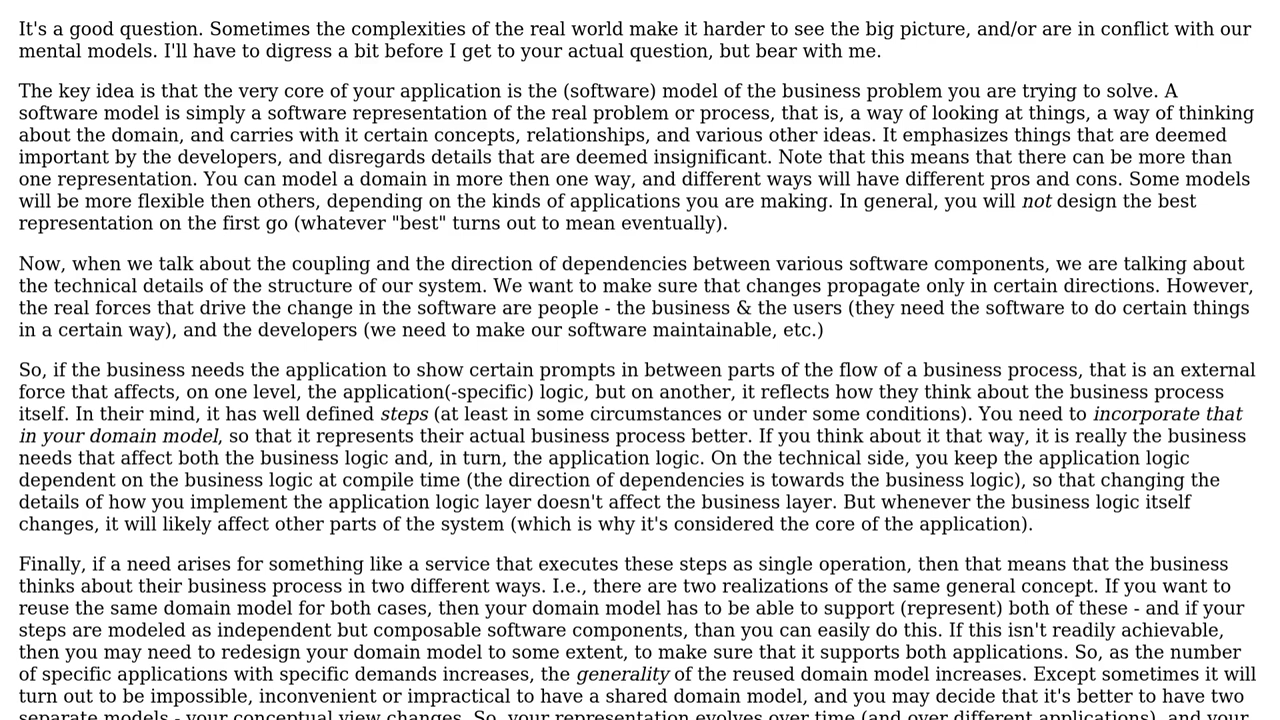 It's a good question. Sometimes the complexities of the real world make it harder to see the big picture, and/or are in conflict with our
mental models. I'll have to digress a bit before I get to your actual question, but bear with me.
The key idea is that the very core of your application is the (software) model of the business problem you are trying to solve. A
software model is simply a software representation of the real problem or process, that is, a way of looking at things, a way of thinking
about the domain, and carries with it certain concepts, relationships, and various other ideas. It emphasizes things that are deemed
important by the developers, and disregards details that are deemed insignificant. Note that this means that there can be more than
one representation. You can model a domain in more then one way, and different ways will have different pros and cons. Some models
will be more flexible then others, depending on the kinds of applications you are making. In general, you will not design the best
representation on the first go (whatever "best" turns out to mean eventually).
Now, when we talk about the coupling and the direction of dependencies between various software components, we are talking about
the technical details of the structure of our system. We want to make sure that changes propagate only in certain directions. However,
the real forces that drive the change in the software are people - the business & the users (they need the software to do certain things
in a certain way), and the developers (we need to make our software maintainable, etc.)
So, if the business needs the application to show certain prompts in between parts of the flow of a business process, that is an external
force that affects, on one level, the application(-specific) logic, but on another, it reflects how they think about the business process
itself. In their mind, it has well defined steps (at least in some circumstances or under some conditions). You need to incorporate that
in your domain model, so that it represents their actual business process better. If you think about it that way, it is really the business
needs that affect both the business logic and, in turn, the application logic. On the technical side, you keep the application logic
dependent on the business logic at compile time (the direction of dependencies is towards the business logic), so that changing the
details of how you implement the application logic layer doesn't affect the business layer. But whenever the business logic itself
changes, it will likely affect other parts of the system (which is why it's considered the core of the application).
Finally, if a need arises for something like a service that executes these steps as single operation, then that means that the business
thinks about their business process in two different ways. I.e., there are two realizations of the same general concept. If you want to
reuse the same domain model for both cases, then your domain model has to be able to support (represent) both of these - and if your
steps are modeled as independent but composable software components, than you can easily do this. If this isn't readily achievable,
then you may need to redesign your domain model to some extent, to make sure that it supports both applications. So, as the number
of specific applications with specific demands increases, the generality of the reused domain model increases. Except sometimes it will
turn out to be impossible, inconvenient or impractical to have a shared domain model, and you may decide that it's better to have two
separate models - your conceptual view changes. So, your representation evolves over time (and over different applications), and your